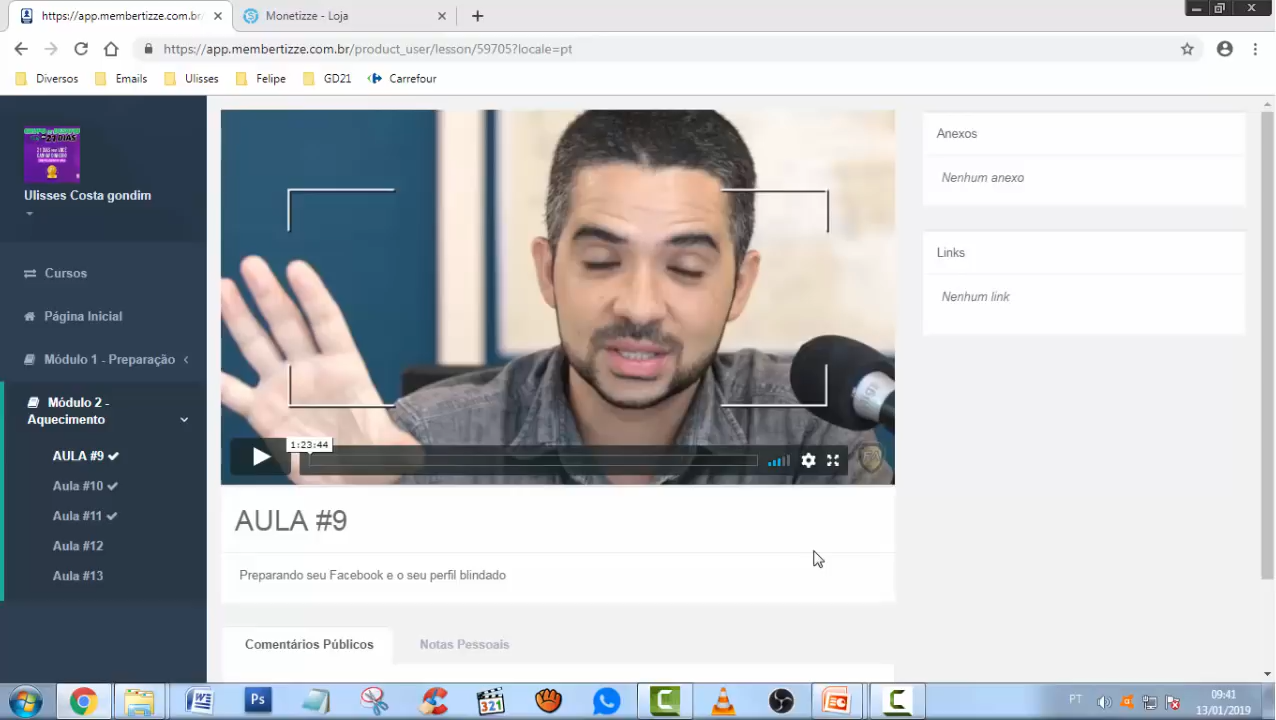 https://app.membertizze.com.br/
Monetizze - Loja
https://app.membertizze.com.br/product_user/lesson/59705?locale=pt
Diversos
Emails
Ulisses
Felipe
GD21
Carrefour
Ulisses Costa gondim
Cursos
Página Inicial
Módulo 1 - Preparação
Módulo 2 -
Aquecimento
AULA #9
Aula #10
Aula #11
Aula #12
Aula #13
1:23:44
AULA #9
Preparando seu Facebook e o seu perfil blindado
Comentários Públicos
Notas Pessoais
Anexos
Nenhum anexo
Links
Nenhum link
321
PT
09:41
13/01/2019